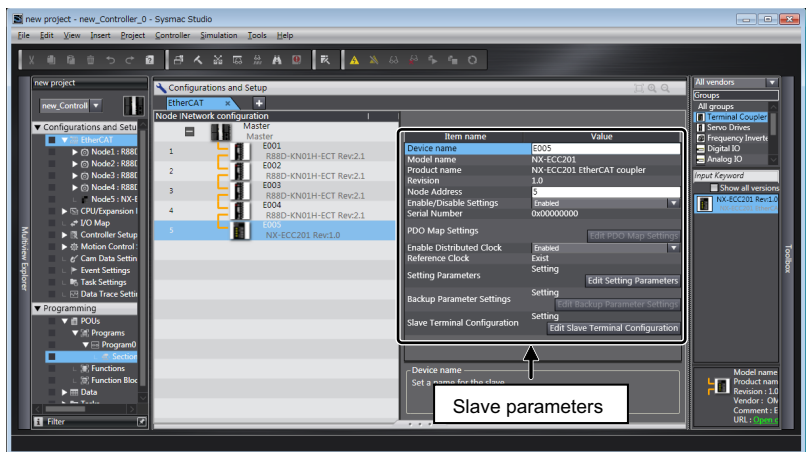 new project - new_Controller_0 - Sysmac Studio
File Edit View Insert Project Controller Simulation Tools Help
new project
new_Controll
Configurations and Setu
EtherCAT
Node1 : R88D
Node2 : R88D
Node3 : R88D
Node4 : R88D
Node5 : NX-E
CPU/Expansion I
I/O Map
Controller Setup
Motion Control
Cam Data Settin
Event Settings
Task Settings
Data Trace Settin
Programming
POUs
Programs
Program0
Section
Functions
Function Bloc
Data
Tasks
Filter
Multiview Explorer
Configurations and Setup
EtherCAT
Node Network configuration
Master
Master
1 E001
R88D-KN01H-ECT Rev:2.1
2 E002
R88D-KN01H-ECT Rev:2.1
3 E003
R88D-KN01H-ECT Rev:2.1
4 E004
R88D-KN01H-ECT Rev:2.1
5 E005
NX-ECC201 Rev:1.0
Item name Value
Device name E005
Model name NX-ECC201
Product name NX-ECC201 EtherCAT coupler
Revision 1.0
Node Address 5
Enable/Disable Settings Enabled
Serial Number 0x00000000
PDO Map Settings Edit PDO Map Settings
Enable Distributed Clock Enabled
Reference Clock Exist
Setting Parameters Setting
Edit Setting Parameters
Backup Parameter Settings Setting
Edit Backup Parameter Settings
Slave Terminal Configuration Setting
Edit Slave Terminal Configuration
Device name
Set a name for the slave
Slave parameters
All vendors
Groups
All groups
Terminal Coupler
Servo Drives
Frequency Inverte
Digital IO
Analog IO
Input Keyword
Show all versions
NX-ECC201 Rev:1.0
Model name
Product nam
Revision : 1.0
Vendor : OM
Comment : E
URL : Open c
Toolbox